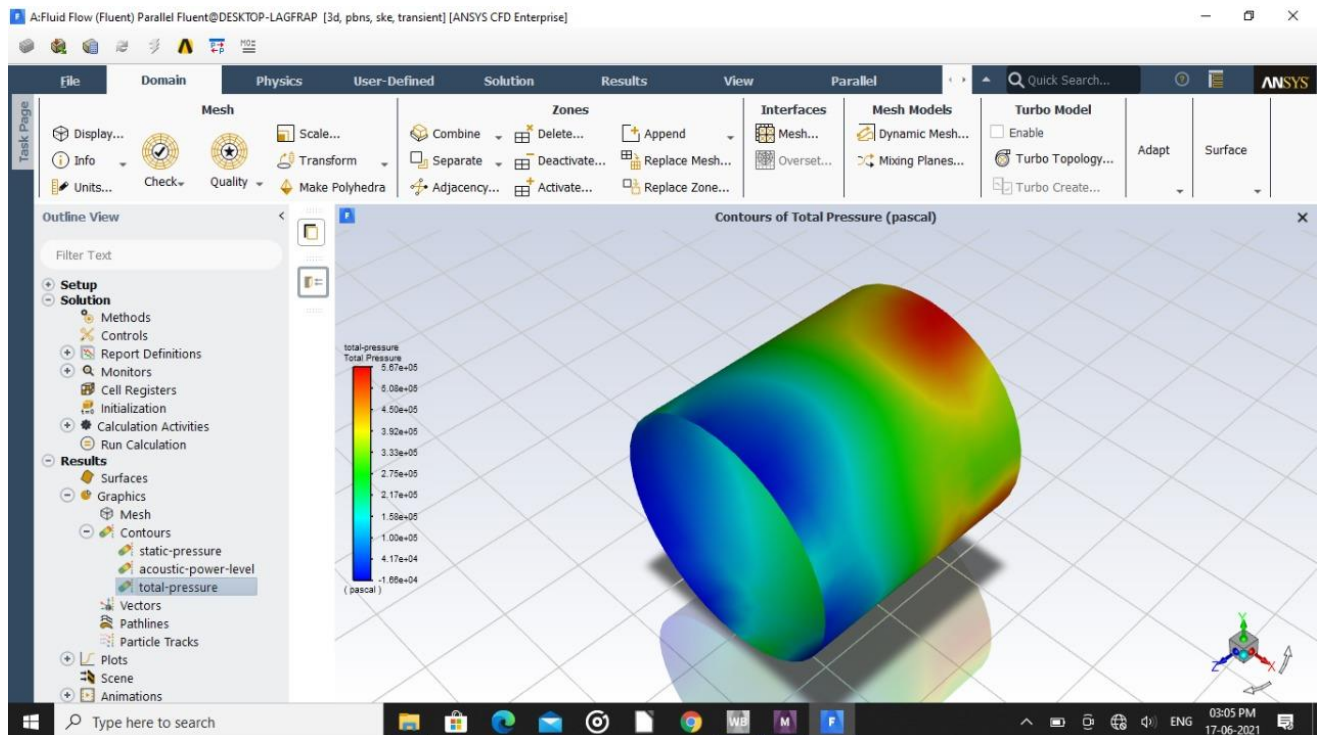 A:Fluid Flow (Fluent) Parallel Fluent@DESKTOP-LAGFRAP [3d, pbns, ske, transient] [ANSYS CFD Enterprise]
File Domain Physics User-Defined Solution Results View Parallel Quick Search... ANSYS
Task Page
Mesh Zones Interfaces Mesh Models Turbo Model
Display... Scale... Combine Delete... Append Mesh... Dynamic Mesh... Enable
Info Transform Separate Deactivate... Replace Mesh... Overset... Mixing Planes... Turbo Topology...
Check Quality Adapt Surface
Units... Make Polyhedra Adjacency... Activate... Replace Zone... Turbo Create...
Outline View
Contours of Total Pressure (pascal)
Filter Text
Setup
Solution
Methods
Controls
Report Definitions
Monitors
Cell Registers
t=0
Initialization
Calculation Activities
Run Calculation
Results
Surfaces
Graphics
Mesh
Contours
static-pressure
acoustic-power-level
total-pressure
Vectors
Pathlines
Particle Tracks
Plots
Scene
Animations
total-pressure
Total Pressure
5.67e+05
5.08e+05
4.50e+05
3.92e+05
3.33e+05
2.75e+05
2.17e+05
1.58e+05
1.00e+05
4.17e+04
-1.66e+04
( pascal )
Y
Z
X
Type here to search
WB M F
ENG
03:05 PM
17-06-2021